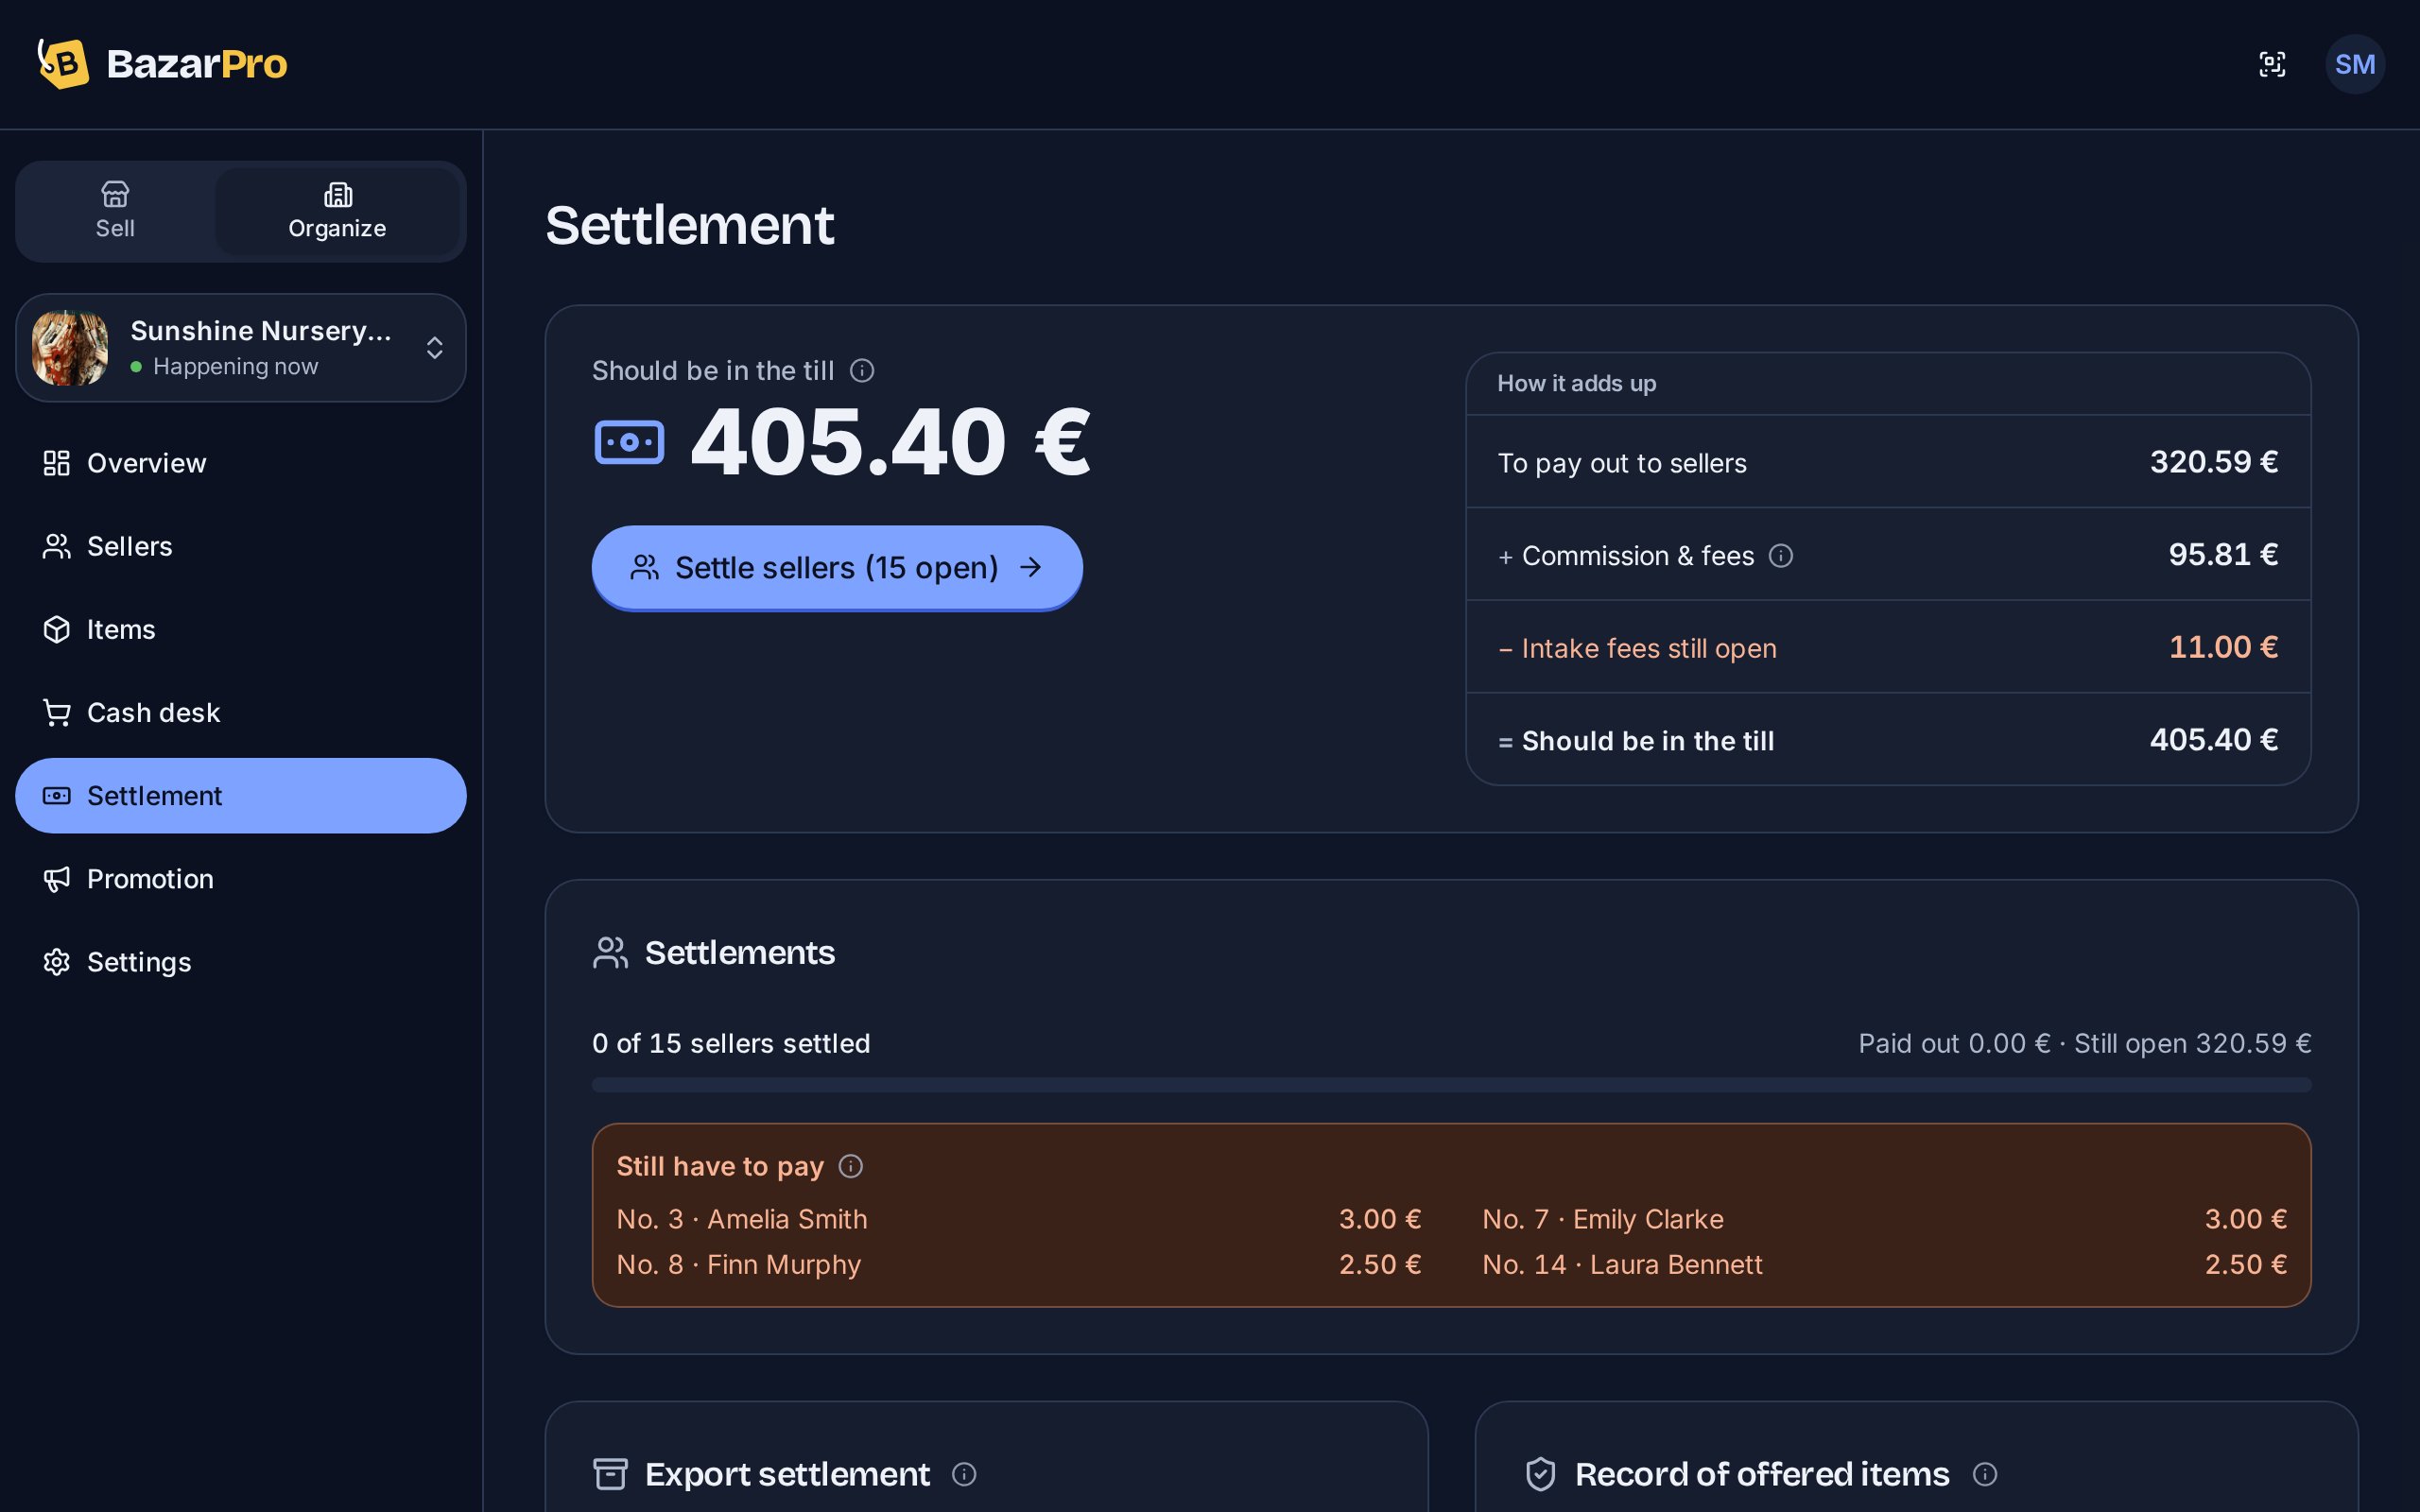 B BazarPro
SM
Sell
Organize
Sunshine Nursery...
Happening now
Overview
Sellers
Items
Cash desk
Settlement
Promotion
Settings
Settlement
Should be in the till
405.40 €
Settle sellers (15 open)
How it adds up
To pay out to sellers 320.59 €
+ Commission & fees 95.81 €
− Intake fees still open 11.00 €
= Should be in the till 405.40 €
Settlements
0 of 15 sellers settled
Paid out 0.00 € · Still open 320.59 €
Still have to pay
No. 3 · Amelia Smith 3.00 €
No. 7 · Emily Clarke 3.00 €
No. 8 · Finn Murphy 2.50 €
No. 14 · Laura Bennett 2.50 €
Export settlement
Record of offered items